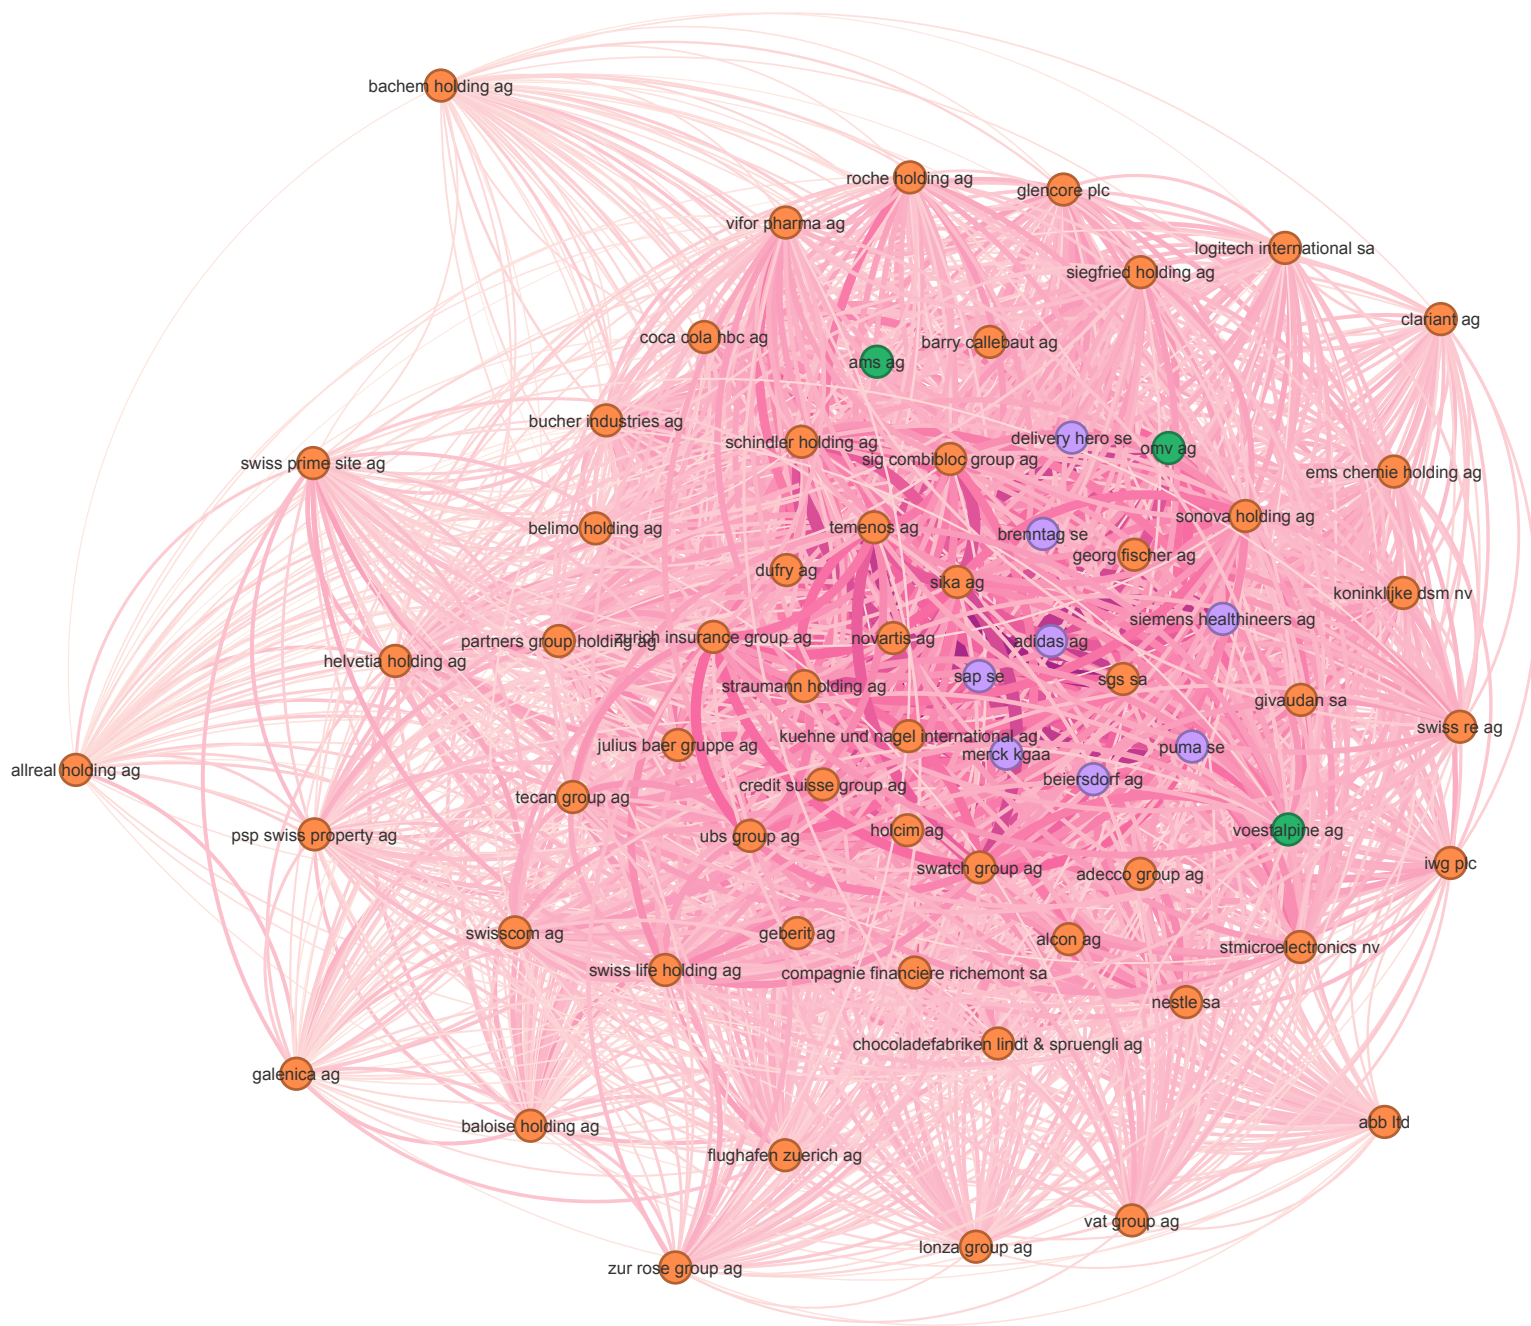 bachem holding ag
roche holding ag
glencore plc
vifor pharma ag
logitech international sa
siegfried holding ag
clariant ag
coca cola hbc ag
barry callebaut ag
ams ag
bucher industries ag
schindler holding ag
delivery hero se
omv ag
sig combibloc group ag
swiss prime site ag
ems chemie holding ag
sonova holding ag
belimo holding ag
temenos ag
brenntag se
georg fischer ag
dufry ag
sika ag
koninklijke dsm nv
siemens healthineers ag
partners group holding ag
zurich insurance group ag
novartis ag
adidas ag
helvetia holding ag
straumann holding ag
sap se
sgs sa
givaudan sa
swiss re ag
julius baer gruppe ag
kuehne und nagel international ag
merck kgaa
puma se
allreal holding ag
tecan group ag
credit suisse group ag
beiersdorf ag
psp swiss property ag
ubs group ag
holcim ag
voestalpine ag
iwg plc
swatch group ag
adecco group ag
swisscom ag
geberit ag
alcon ag
stmicroelectronics nv
swiss life holding ag
compagnie financiere richemont sa
nestle sa
chocoladefabriken lindt & spruengli ag
galenica ag
baloise holding ag
abb ltd
flughafen zuerich ag
vat group ag
lonza group ag
zur rose group ag